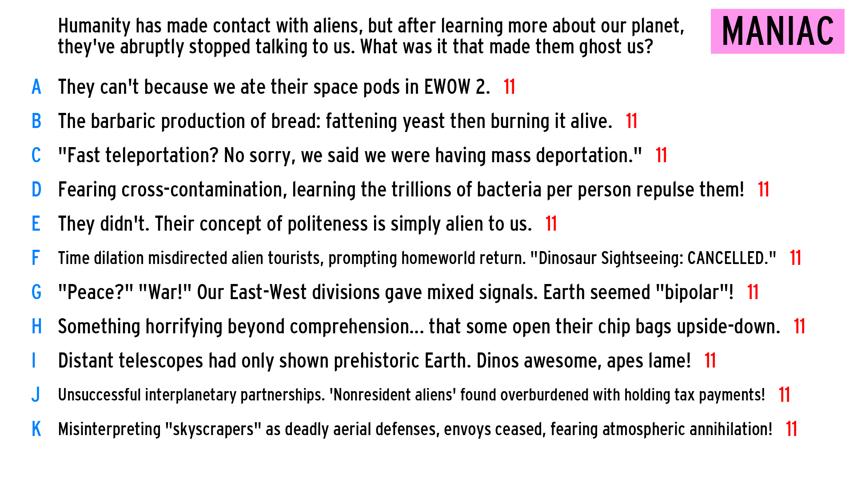 Humanity has made contact with aliens, but after learning more about our planet,
they've abruptly stopped talking to us. What was it that made them ghost us?
MANIAC
A They can't because we ate their space pods in EWOW 2. 11
B The barbaric production of bread: fattening yeast then burning it alive. 11
C "Fast teleportation? No sorry, we said we were having mass deportation." 11
D Fearing cross-contamination, learning the trillions of bacteria per person repulse them! 11
E They didn't. Their concept of politeness is simply alien to us. 11
F Time dilation misdirected alien tourists, prompting homeworld return. "Dinosaur Sightseeing: CANCELLED." 11
G "Peace?" "War!" Our East-West divisions gave mixed signals. Earth seemed "bipolar"! 11
H Something horrifying beyond comprehension... that some open their chip bags upside-down. 11
I Distant telescopes had only shown prehistoric Earth. Dinos awesome, apes lame! 11
J Unsuccessful interplanetary partnerships. 'Nonresident aliens' found overburdened with holding tax payments! 11
K Misinterpreting "skyscrapers" as deadly aerial defenses, envoys ceased, fearing atmospheric annihilation! 11